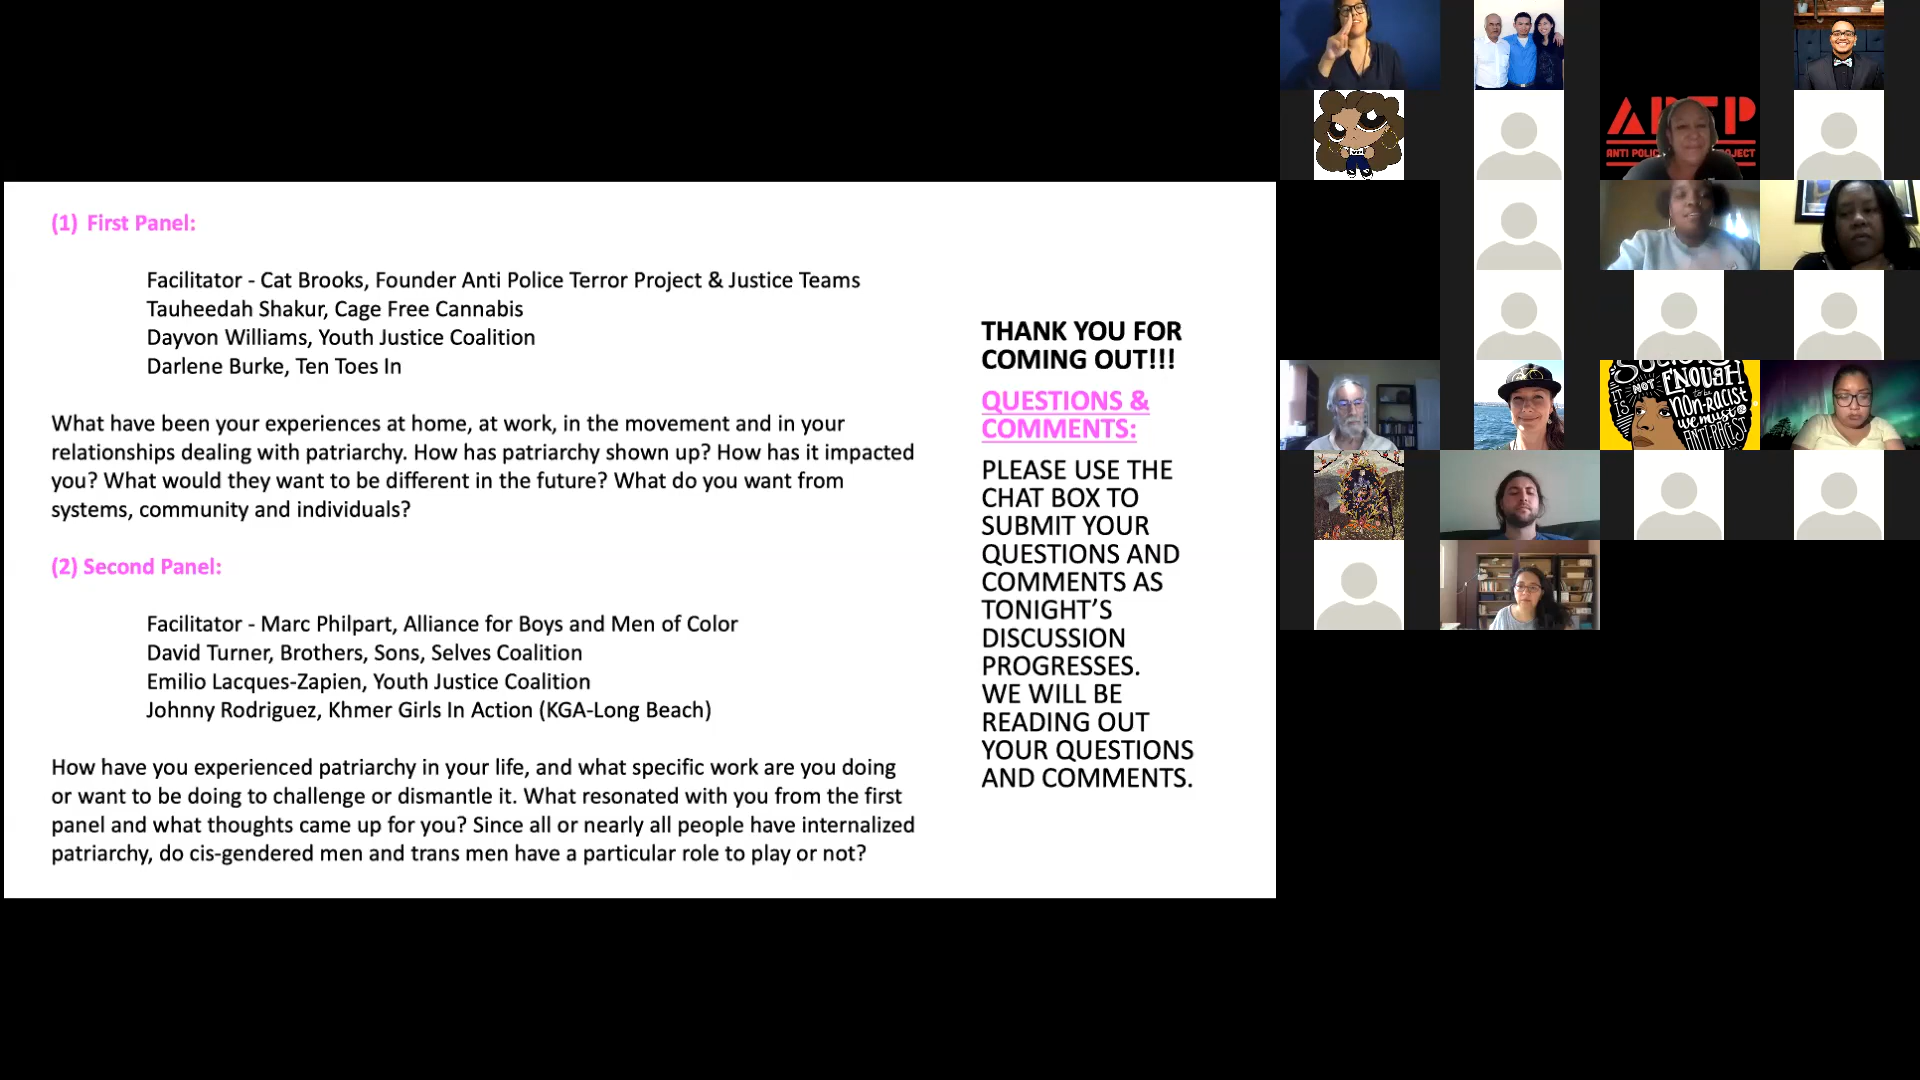 (1) First Panel:
Facilitator - Cat Brooks, Founder Anti Police Terror Project & Justice Teams
Tauheedah Shakur, Cage Free Cannabis
Dayvon Williams, Youth Justice Coalition
Darlene Burke, Ten Toes In
What have been your experiences at home, at work, in the movement and in your
relationships dealing with patriarchy. How has patriarchy shown up? How has it impacted
you? What would they want to be different in the future? What do you want from
systems, community and individuals?
(2) Second Panel:
Facilitator - Marc Philpart, Alliance for Boys and Men of Color
David Turner, Brothers, Sons, Selves Coalition
Emilio Lacques-Zapien, Youth Justice Coalition
Johnny Rodriguez, Khmer Girls In Action (KGA-Long Beach)
How have you experienced patriarchy in your life, and what specific work are you doing
or want to be doing to challenge or dismantle it. What resonated with you from the first
panel and what thoughts came up for you? Since all or nearly all people have internalized
patriarchy, do cis-gendered men and trans men have a particular role to play or not?
THANK YOU FOR
COMING OUT!!!
QUESTIONS &
COMMENTS:
PLEASE USE THE
CHAT BOX TO
SUBMIT YOUR
QUESTIONS AND
COMMENTS AS
TONIGHT'S
DISCUSSION
PROGRESSES.
WE WILL BE
READING OUT
YOUR QUESTIONS
AND COMMENTS.
ANTI
IT IS NOT ENOUGH
to be
NON-RACIST
we must be
ANTIRACIST